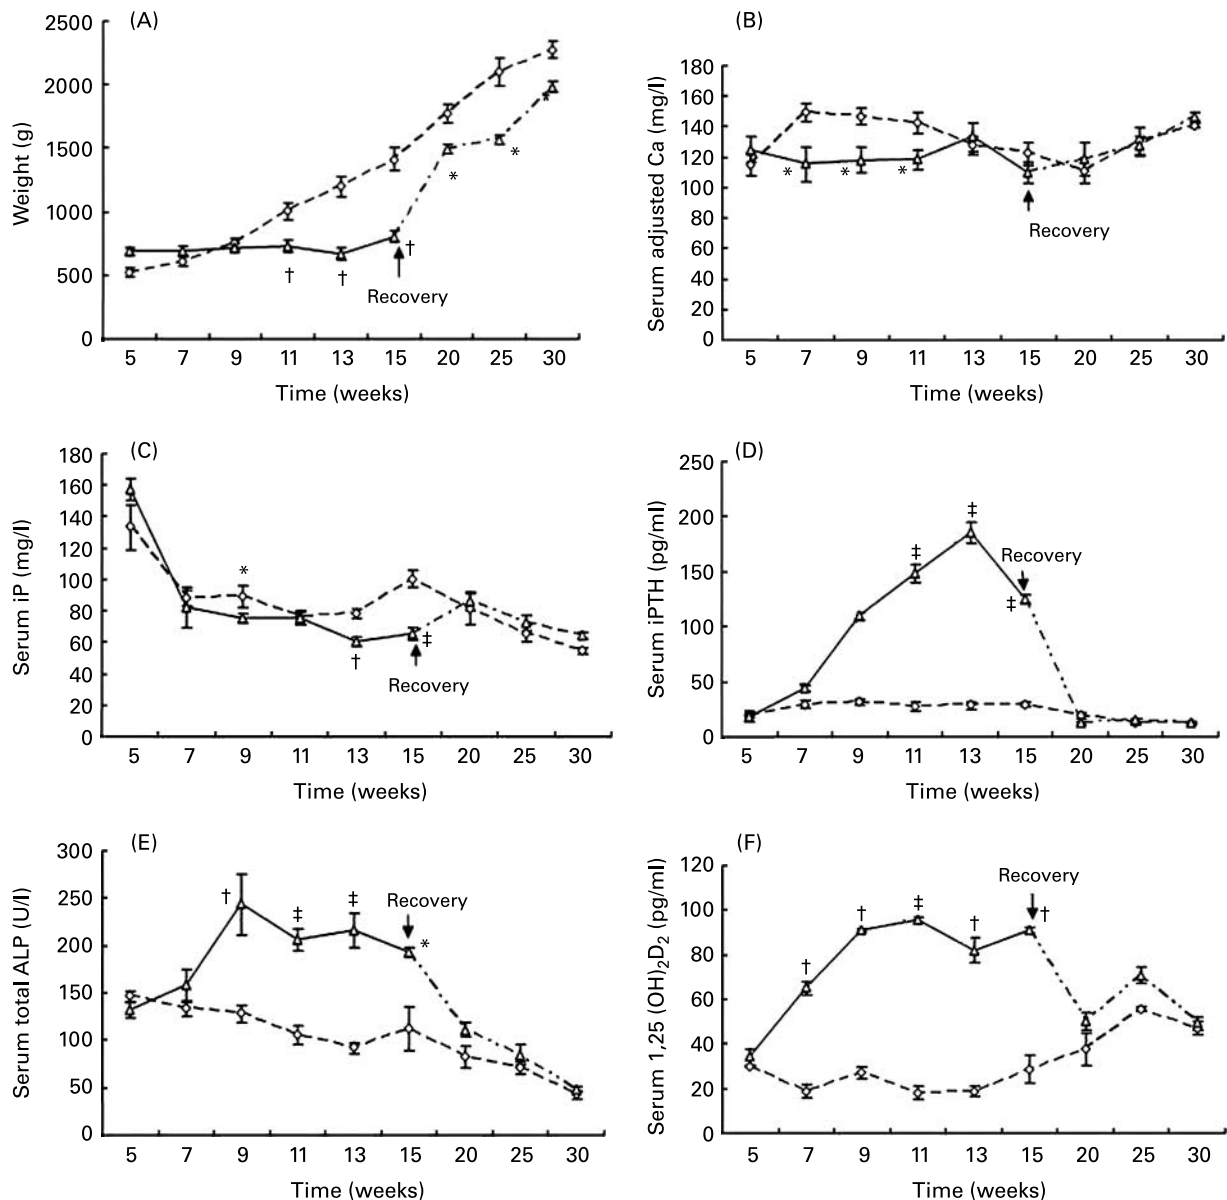 (A)
Weight (g)
2500
2000
1500
1000
500
0
†
†
†
*
*
*
Recovery
5 7 9 11 13 15 20 25 30
Time (weeks)
(B)
Serum adjusted Ca (mg/l)
180
160
140
120
100
80
60
40
20
0
*
*
*
Recovery
5 7 9 11 13 15 20 25 30
Time (weeks)
(C)
Serum iP (mg/l)
180
160
140
120
100
80
60
40
20
0
*
†
‡
Recovery
5 7 9 11 13 15 20 25 30
Time (weeks)
(D)
Serum iPTH (pg/ml)
250
200
150
100
50
0
‡
‡
‡
Recovery
5 7 9 11 13 15 20 25 30
Time (weeks)
(E)
Serum total ALP (U/l)
300
250
200
150
100
50
0
†
‡
‡
*
Recovery
5 7 9 11 13 15 20 25 30
Time (weeks)
(F)
Serum 1,25 (OH)₂D₂ (pg/ml)
120
100
80
60
40
20
0
†
†
‡
†
†
Recovery
5 7 9 11 13 15 20 25 30
Time (weeks)